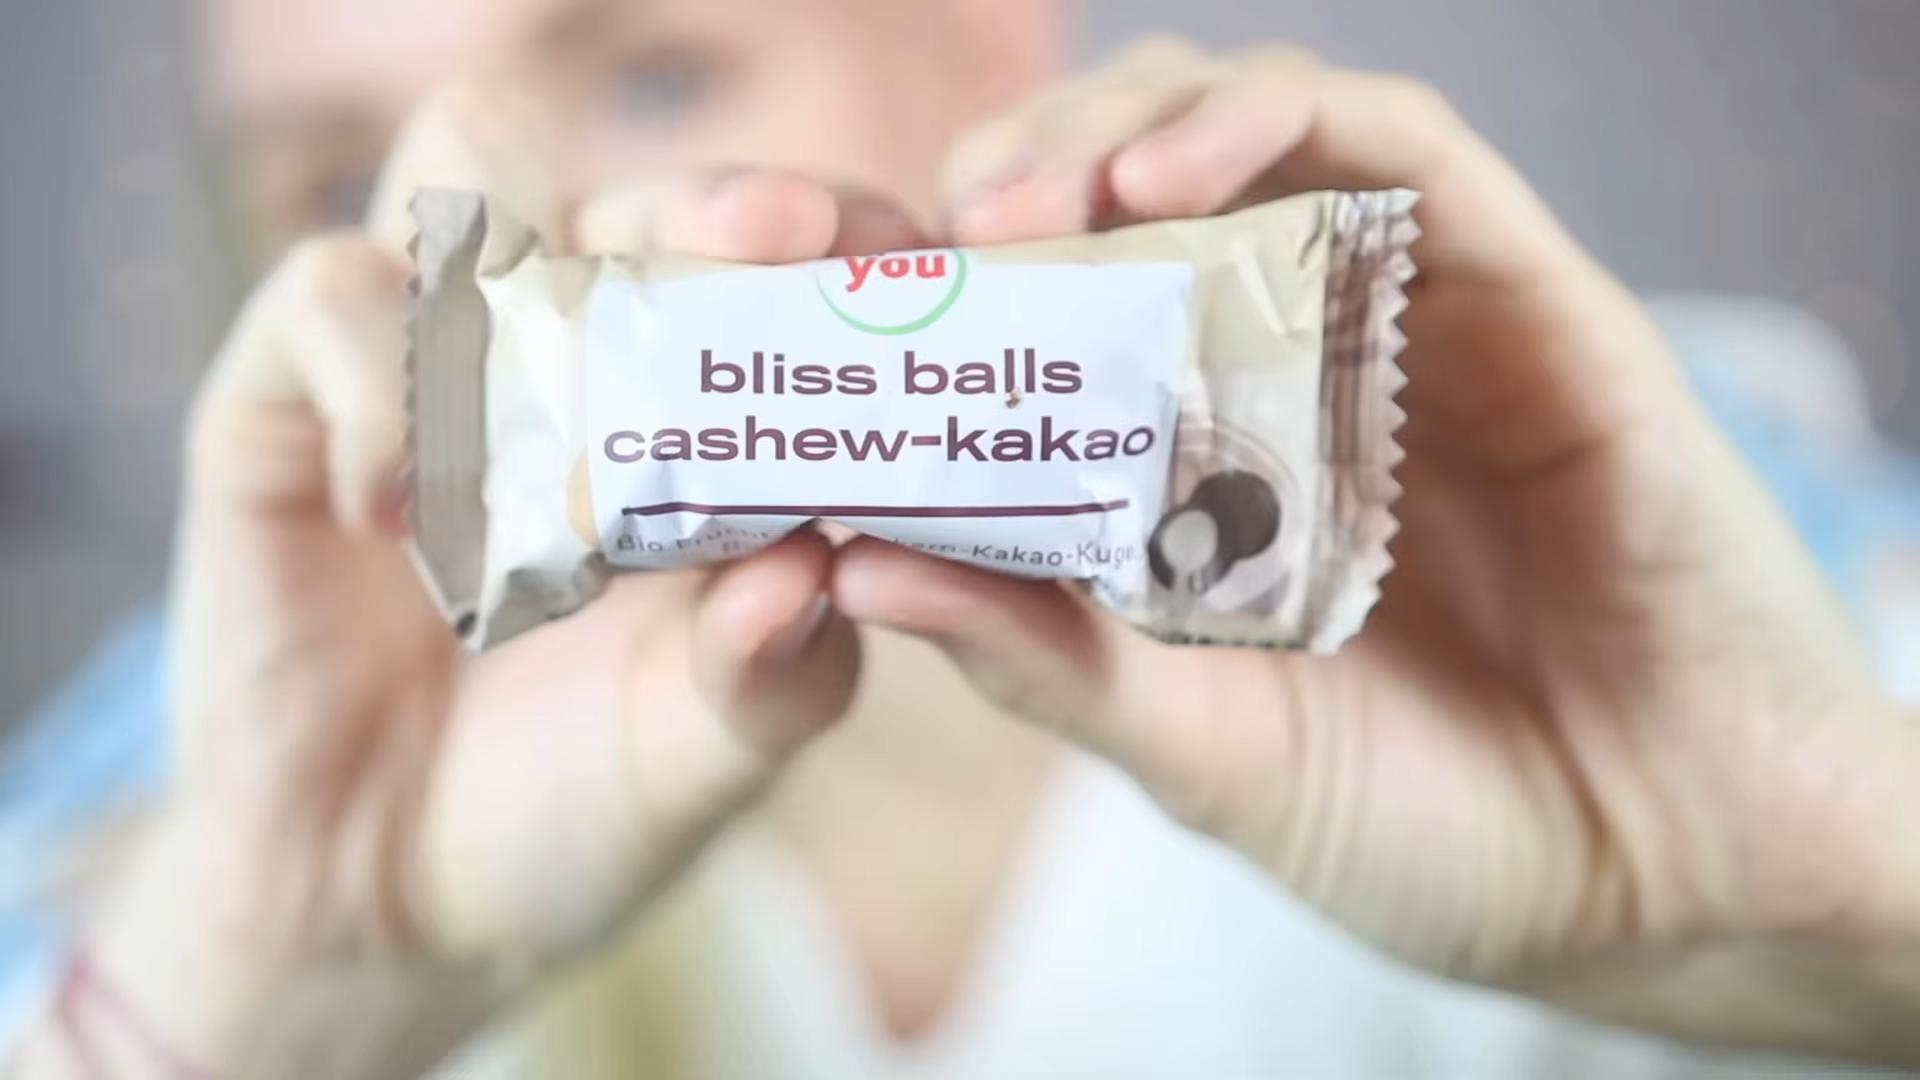 you
bliss balls
cashew-kakao
Bio
-Kakao-Kuge